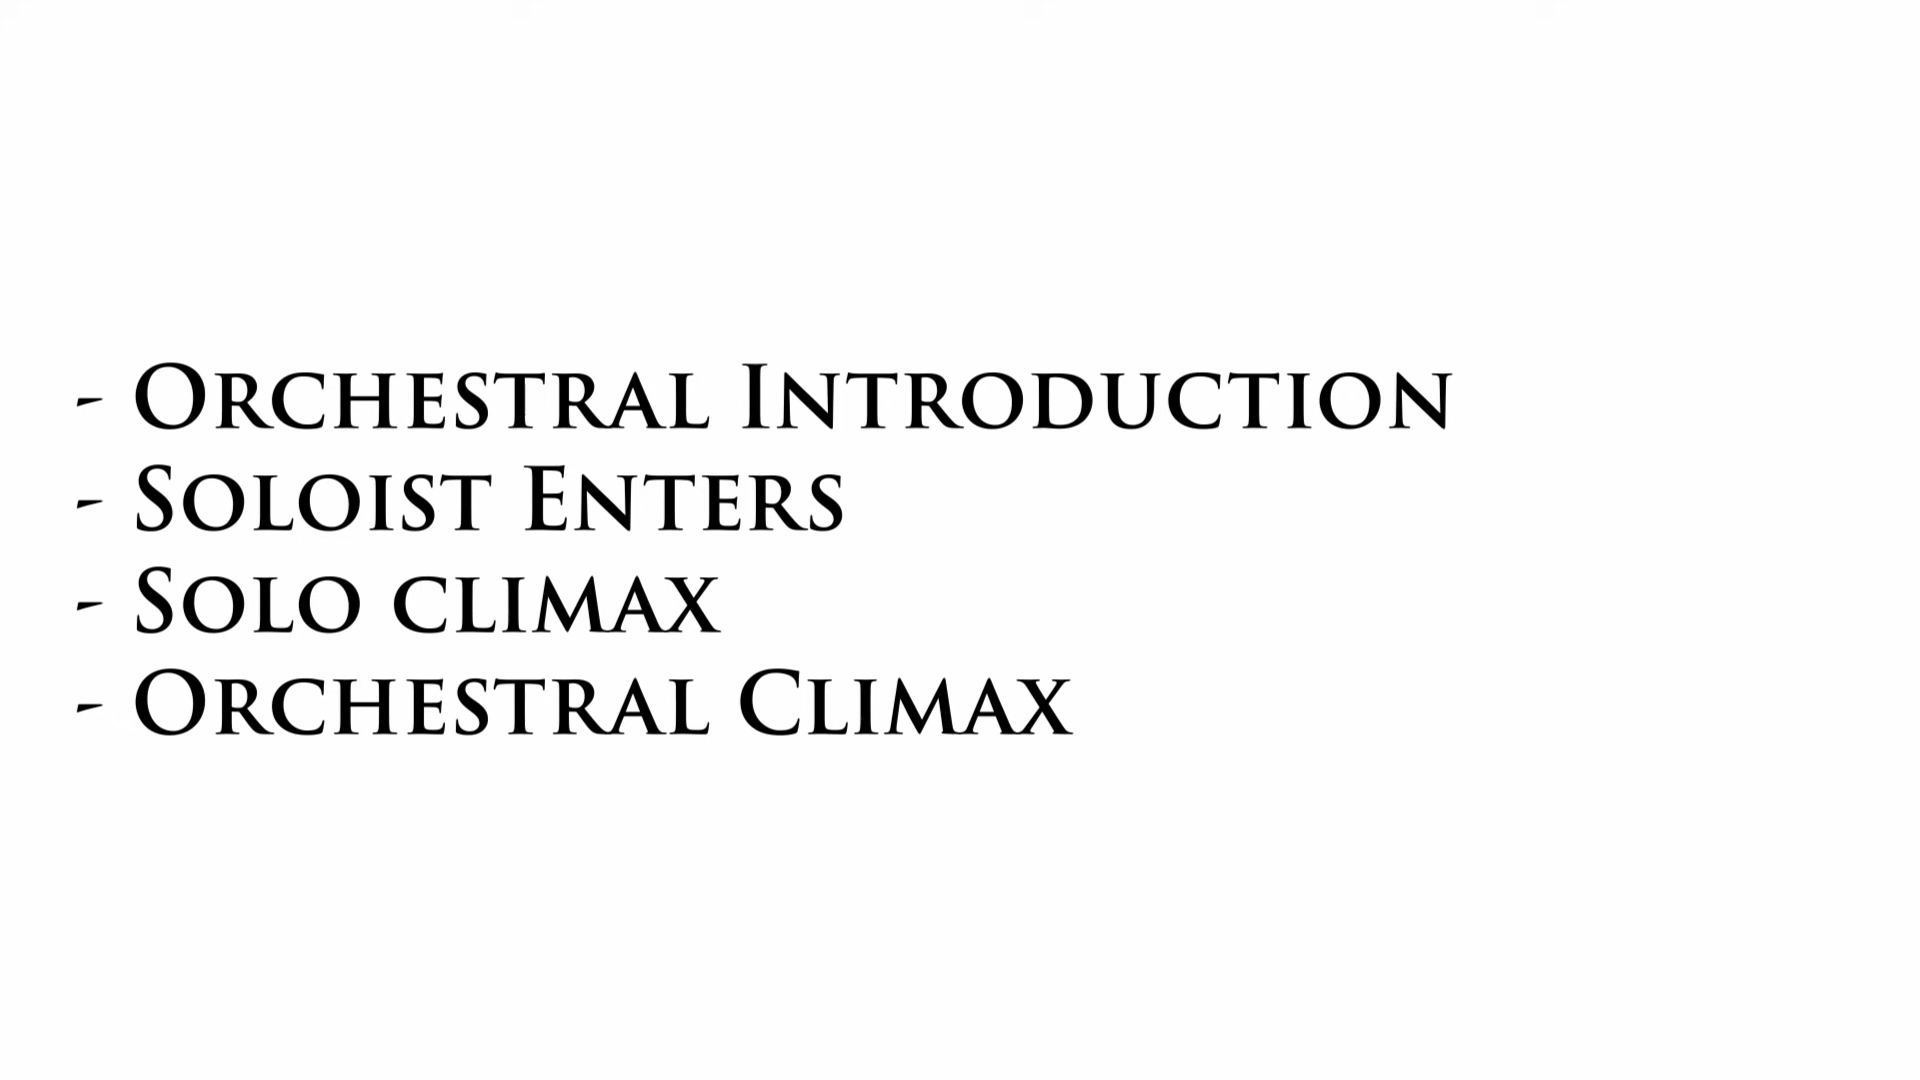 - Orchestral Introduction
- Soloist Enters
- Solo climax
- Orchestral Climax